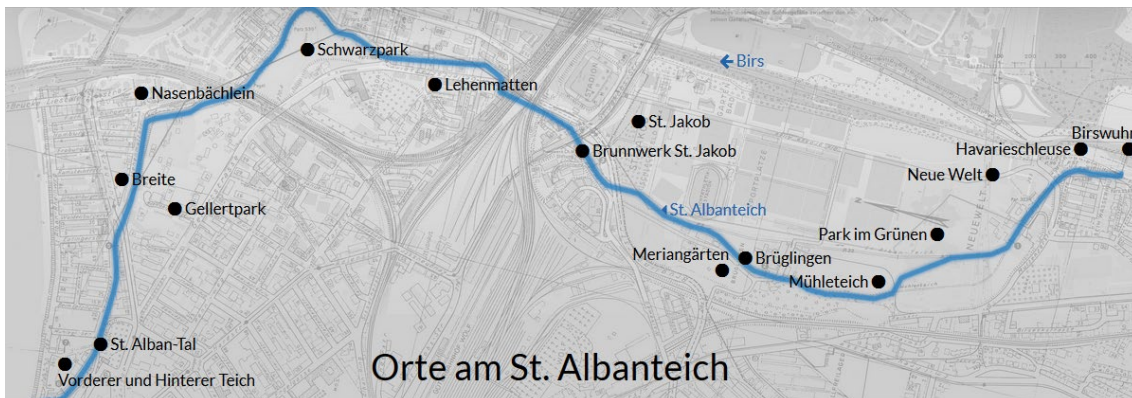 Schwarzpark
← Birs
Nasenbächlein
Lehenmatten
St. Jakob
Birswuhr
Brunnwerk St. Jakob
Havarieschleuse
Breite
Neue Welt
Gellertpark
St. Albanteich
Park im Grünen
Meriangärten
Brüglingen
Mühleteich
NEUEWELT
St. Alban-Tal
Orte am St. Albanteich
Vorderer und Hinterer Teich